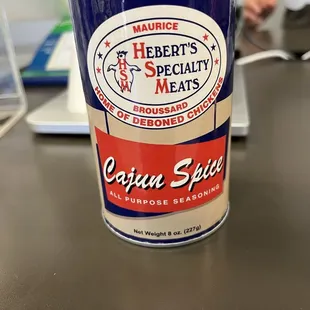 MAURICE
HEBERT'S
SPECIALTY
MEATS
HSM
BROUSSARD
HOME OF DEBONED CHICKENS
Cajun Spice
ALL PURPOSE SEASONING
Net Weight 8 oz. (227g)